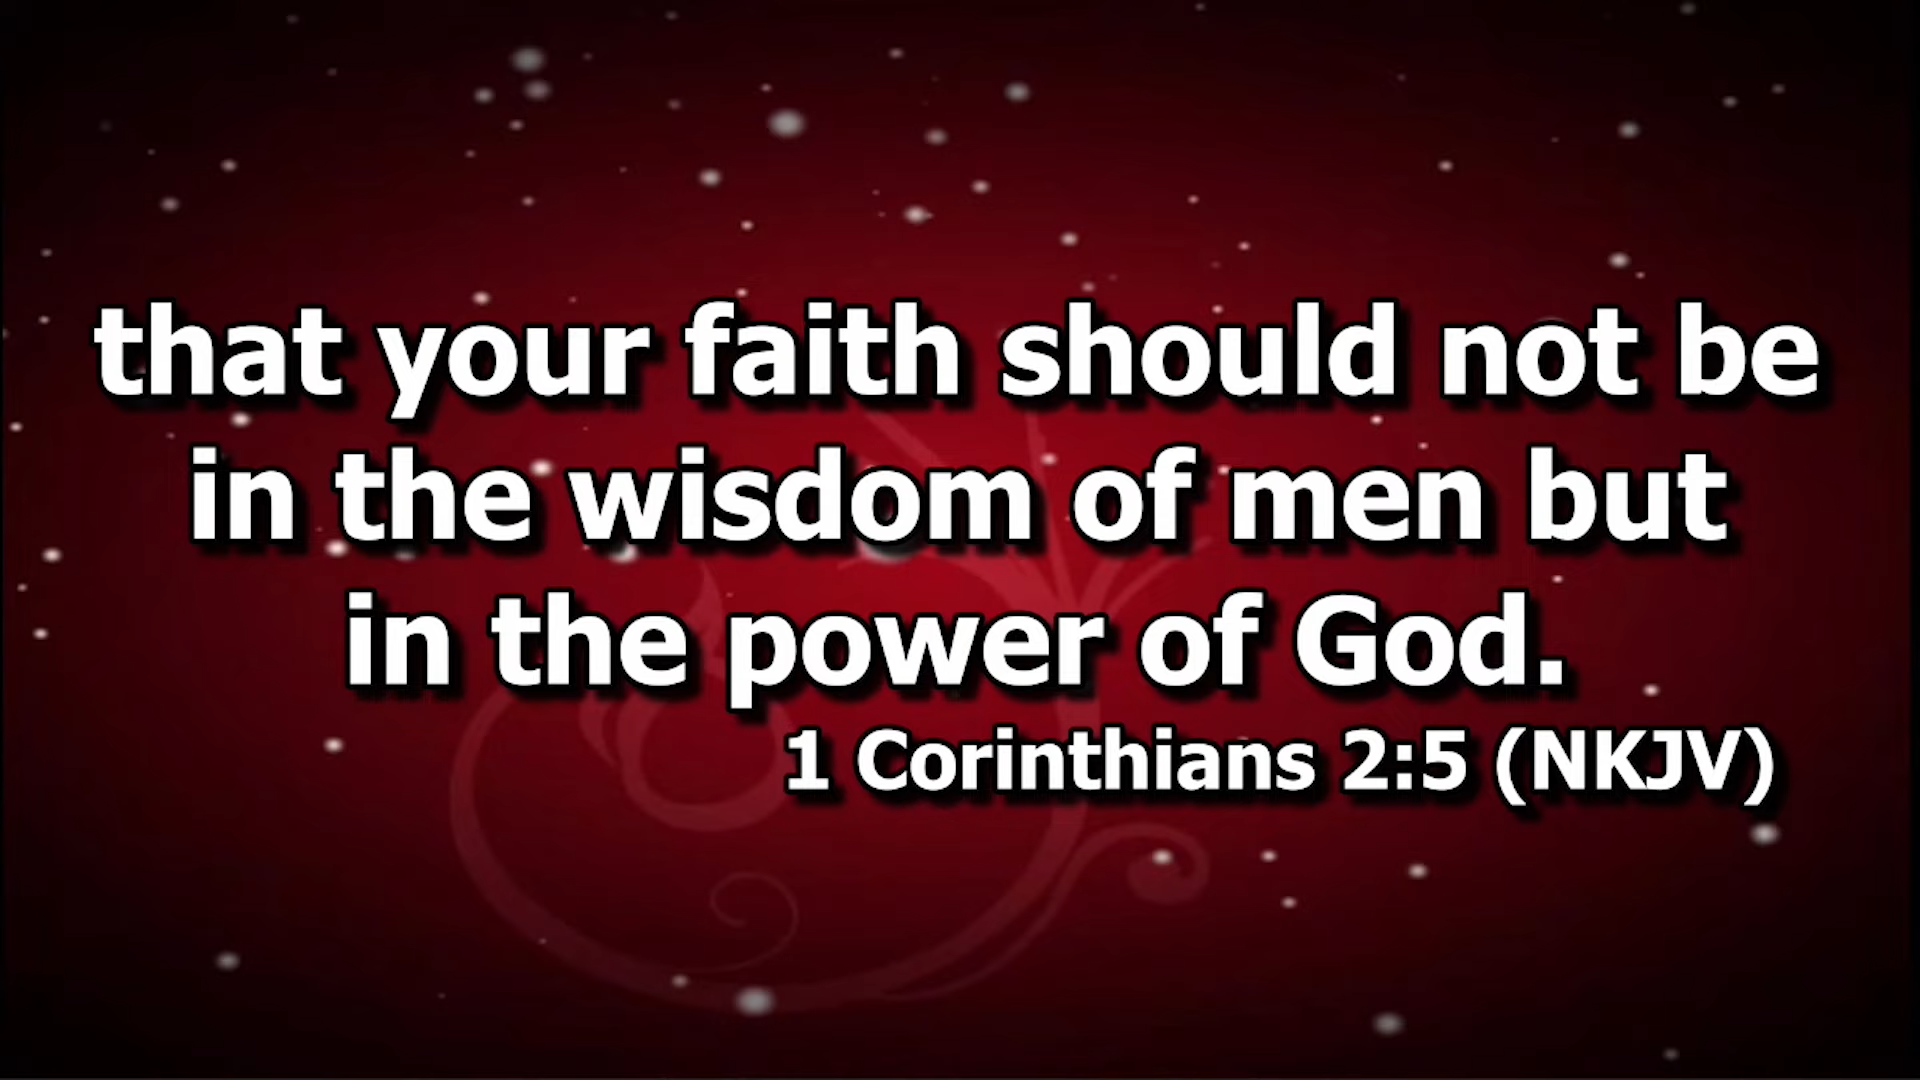 that your faith should not be
in the wisdom of men but
in the power of God.
1 Corinthians 2:5 (NKJV)